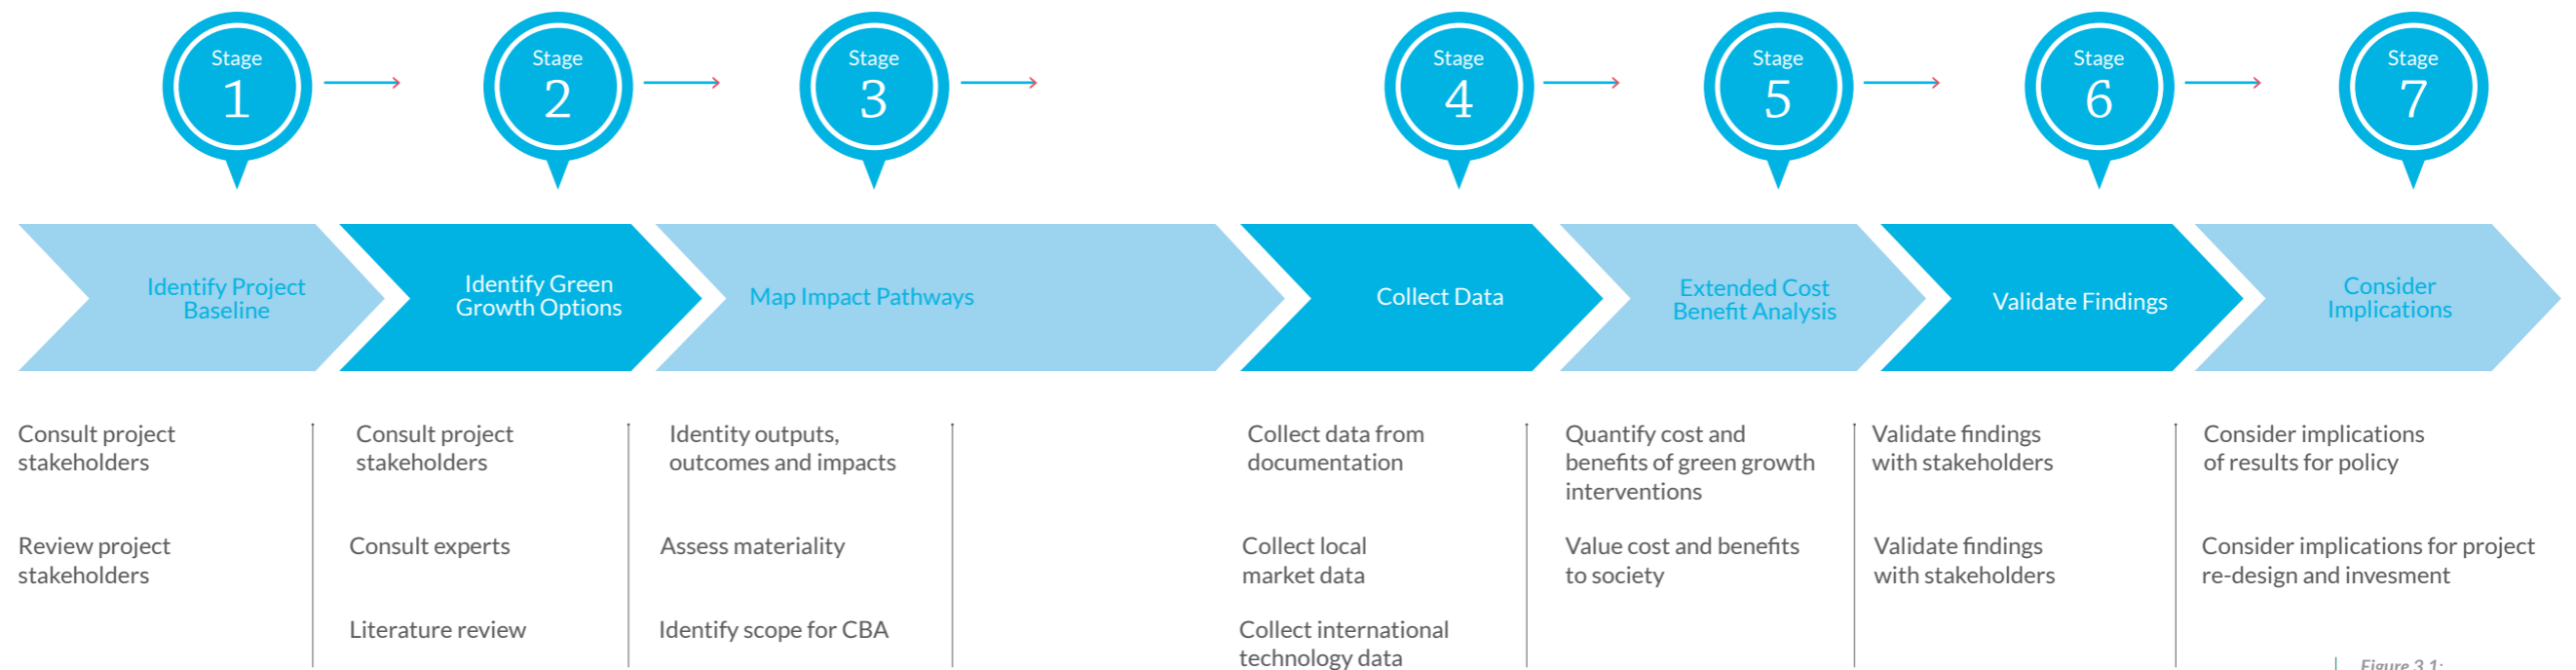 Stage
1
Stage
2
Stage
3
Stage
4
Stage
5
Stage
6
Stage
7
Identify Project
Baseline
Identify Green
Growth Options
Map Impact Pathways
Collect Data
Extended Cost
Benefit Analysis
Validate Findings
Consider
Implications
Consult project
stakeholders
Review project
stakeholders
Consult project
stakeholders
Consult experts
Literature review
Identity outputs,
outcomes and impacts
Assess materiality
Identify scope for CBA
Collect data from
documentation
Collect local
market data
Collect international
technology data
Quantify cost and
benefits of green growth
interventions
Value cost and benefits
to society
Validate findings
with stakeholders
Validate findings
with stakeholders
Consider implications
of results for policy
Consider implications for project
re-design and invesment
Figure 3.1: